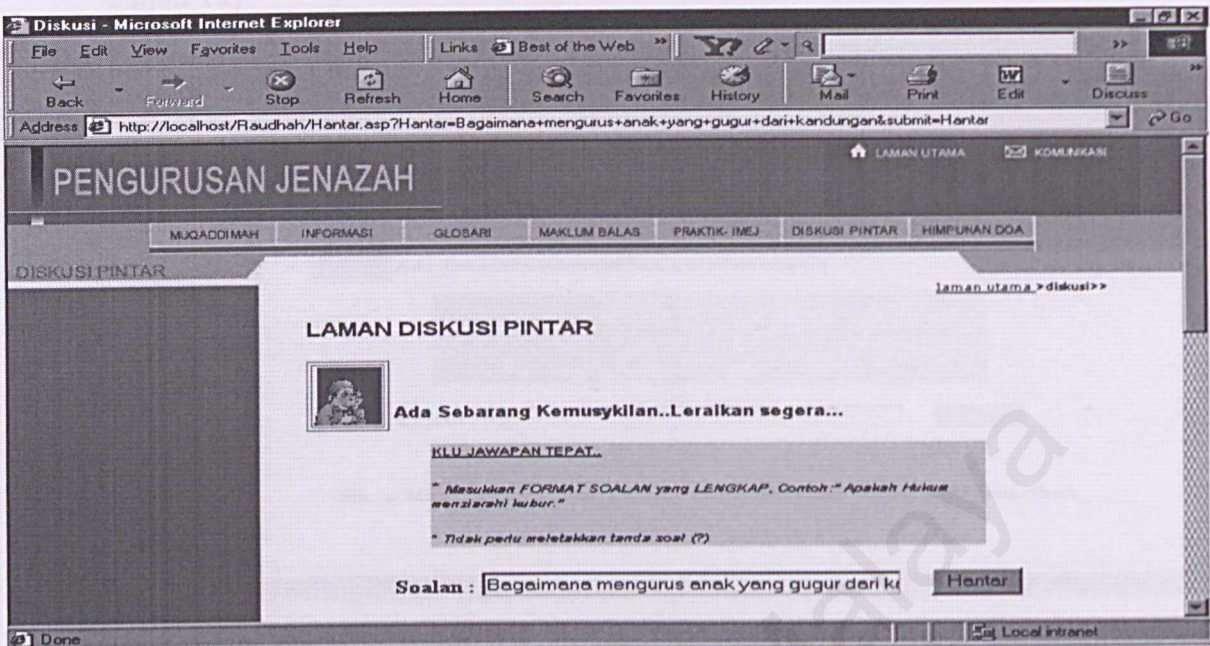 Diskusi - Microsoft Internet Explorer
File Edit View Favorites Tools Help Links Best of the Web »
Back Forward Stop Refresh Home Search Favorites History Mail Print Edit Discuss
Address http://localhost/Raudhah/Hantar.asp?Hantar=Bagaimana+mengurus+anak+yang+gugur+dari+kandungan&submit=Hantar Go
LAMAN UTAMA KOMUNIKASI
PENGURUSAN JENAZAH
MUQADDIMAH INFORMASI GLOSARI MAKLUM BALAS PRAKTIK- IMEJ DISKUSI PINTAR HIMPUNAN DOA
DISKUSI PINTAR
laman utama >diskusi>>
LAMAN DISKUSI PINTAR
Ada Sebarang Kemusykilan..Leraikan segera...
KLU JAWAPAN TEPAT..
* Masukkan FORMAT SOALAN yang LENGKAP. Contoh:" Apakah Hukum
menziarahi kubur."
* Tidak perlu meletakkan tanda soal (?)
Soalan : Bagaimana mengurus anak yang gugur dari ka Hantar
Done Local intranet
malaya